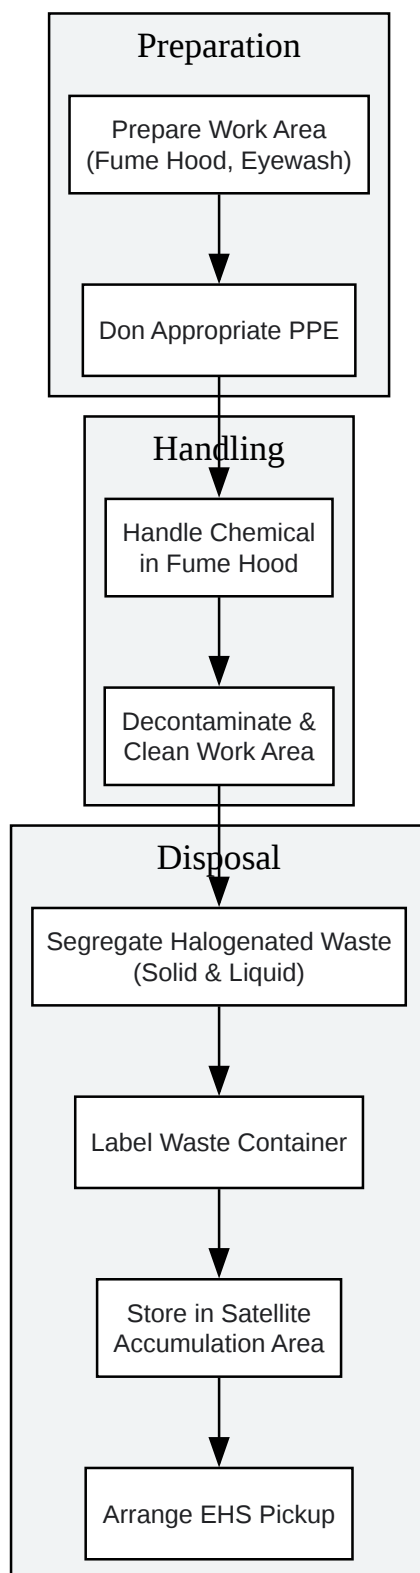 Preparation
Prepare Work Area
(Fume Hood, Eyewash)
Don Appropriate PPE
Handling
Handle Chemical
in Fume Hood
Decontaminate &
Clean Work Area
Disposal
Segregate Halogenated Waste
(Solid & Liquid)
Label Waste Container
Store in Satellite
Accumulation Area
Arrange EHS Pickup